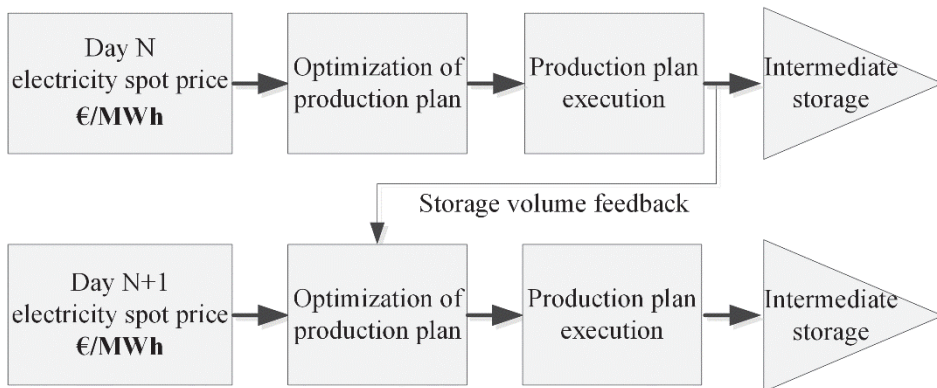 Day N
electricity spot price
€/MWh
Optimization of
production plan
Production plan
execution
Intermediate
storage
Storage volume feedback
Day N+1
electricity spot price
€/MWh
Optimization of
production plan
Production plan
execution
Intermediate
storage